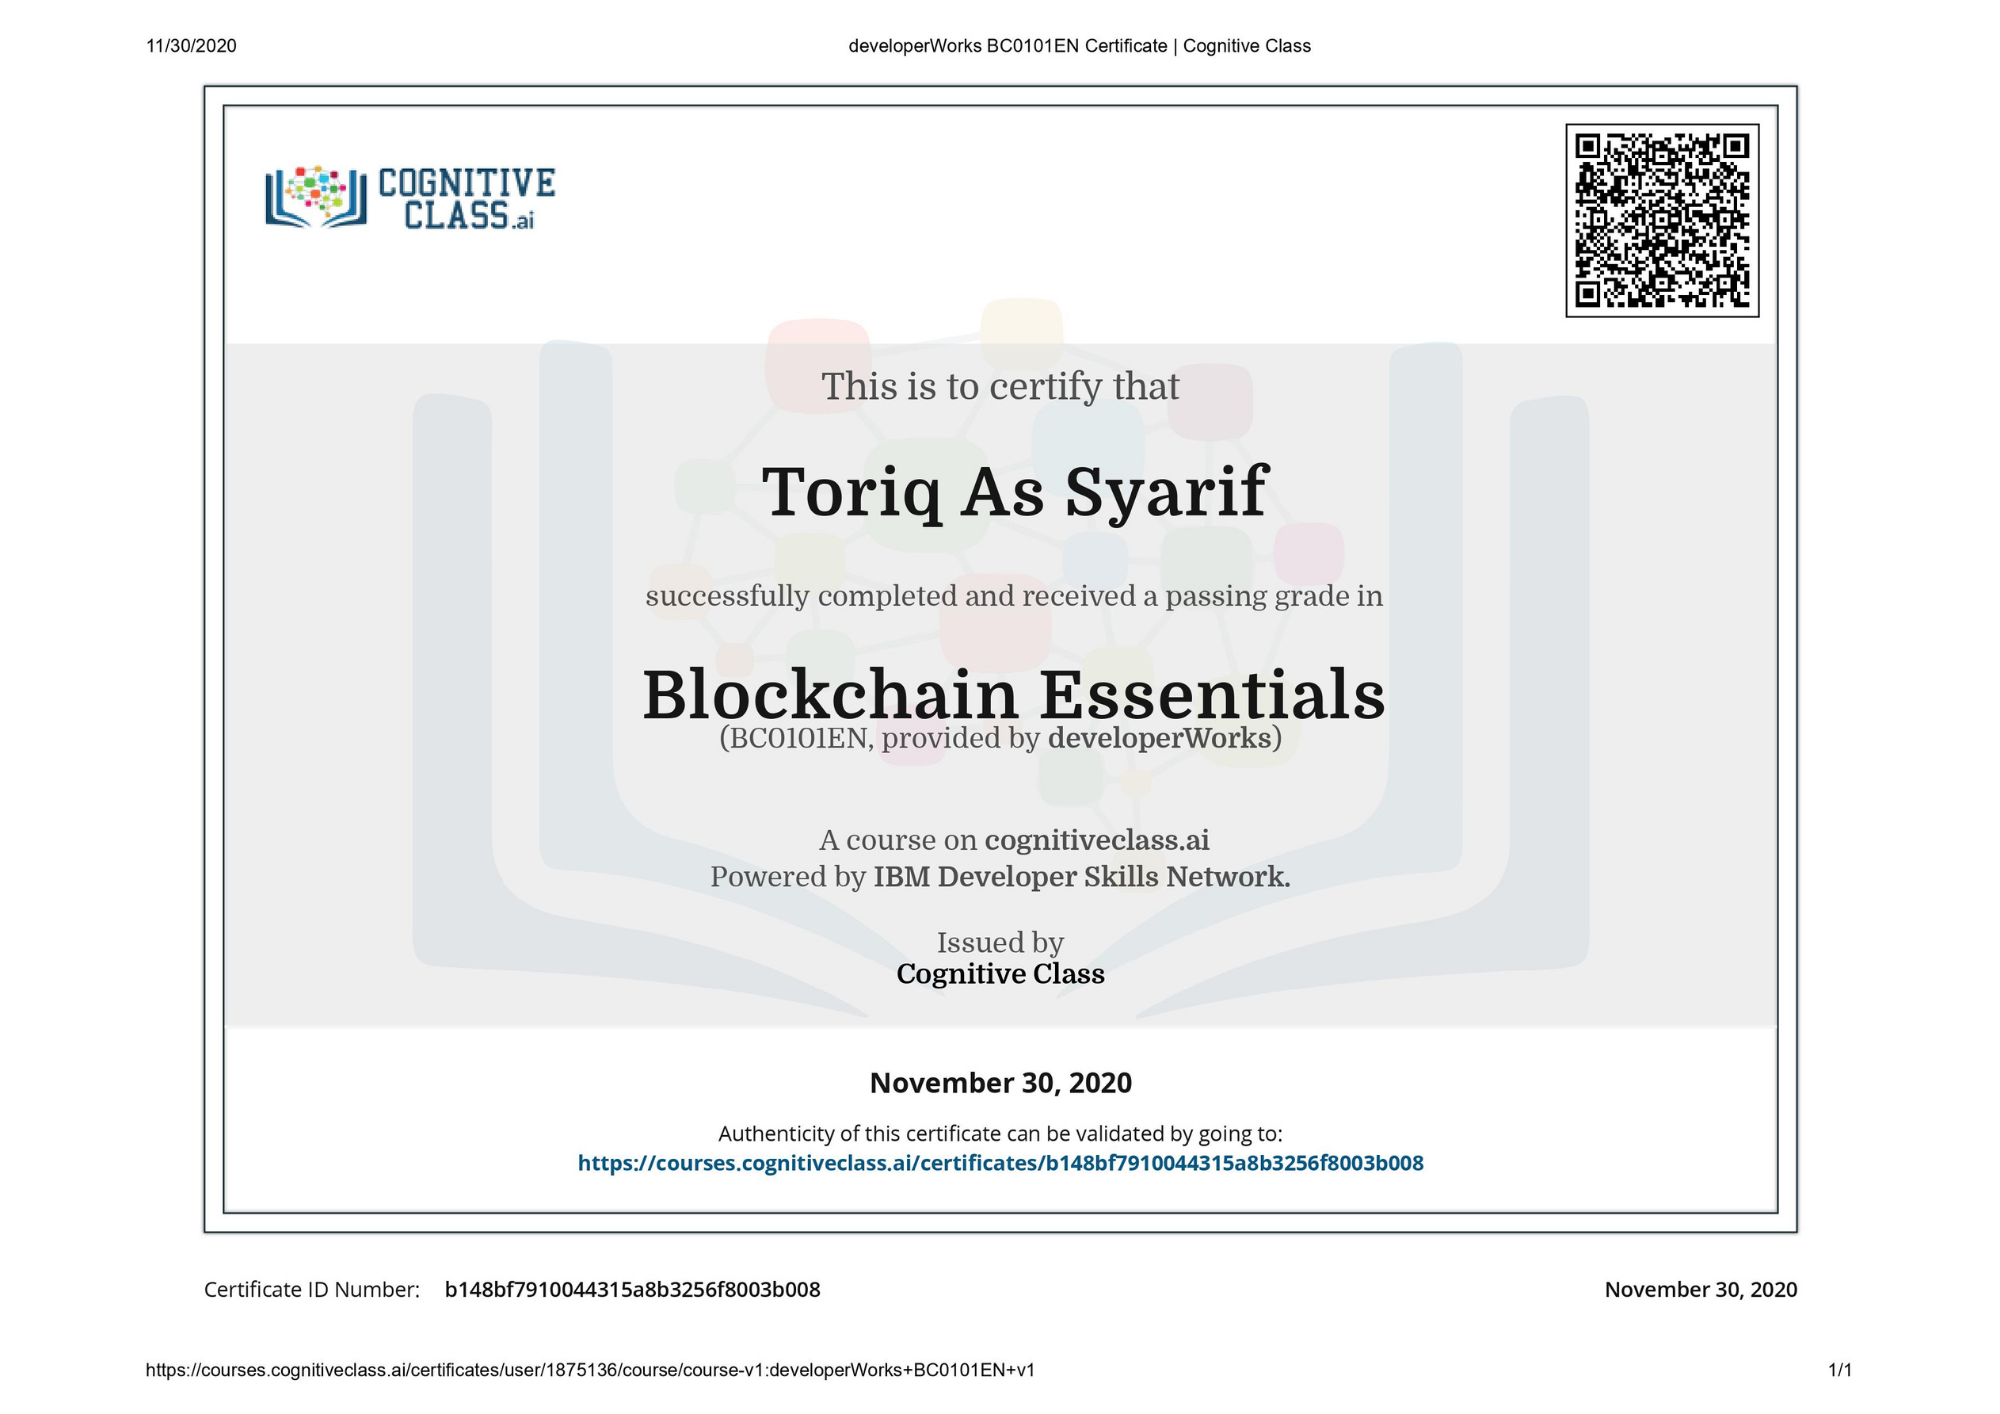 11/30/2020
developerWorks BC0101EN Certificate | Cognitive Class
COGNITIVE
CLASS.ai
This is to certify that
Toriq As Syarif
successfully completed and received a passing grade in
Blockchain Essentials
(BC0101EN, provided by developerWorks)
A course on cognitiveclass.ai
Powered by IBM Developer Skills Network.
Issued by
Cognitive Class
November 30, 2020
Authenticity of this certificate can be validated by going to:
https://courses.cognitiveclass.ai/certificates/b148bf7910044315a8b3256f8003b008
Certificate ID Number: b148bf7910044315a8b3256f8003b008
November 30, 2020
https://courses.cognitiveclass.ai/certificates/user/1875136/course/course-v1:developerWorks+BC0101EN+v1
1/1